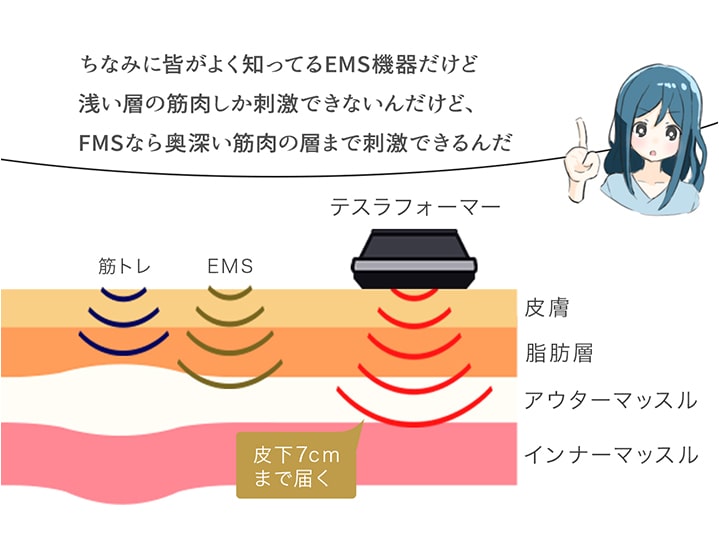 ちなみに皆がよく知ってるEMS機器だけど
浅い層の筋肉しか刺激できないんだけど、
FMSなら奥深い筋肉の層まで刺激できるんだ
テスラフォーマー
筋トレ
EMS
皮膚
脂肪層
アウターマッスル
インナーマッスル
皮下7cm
まで届く